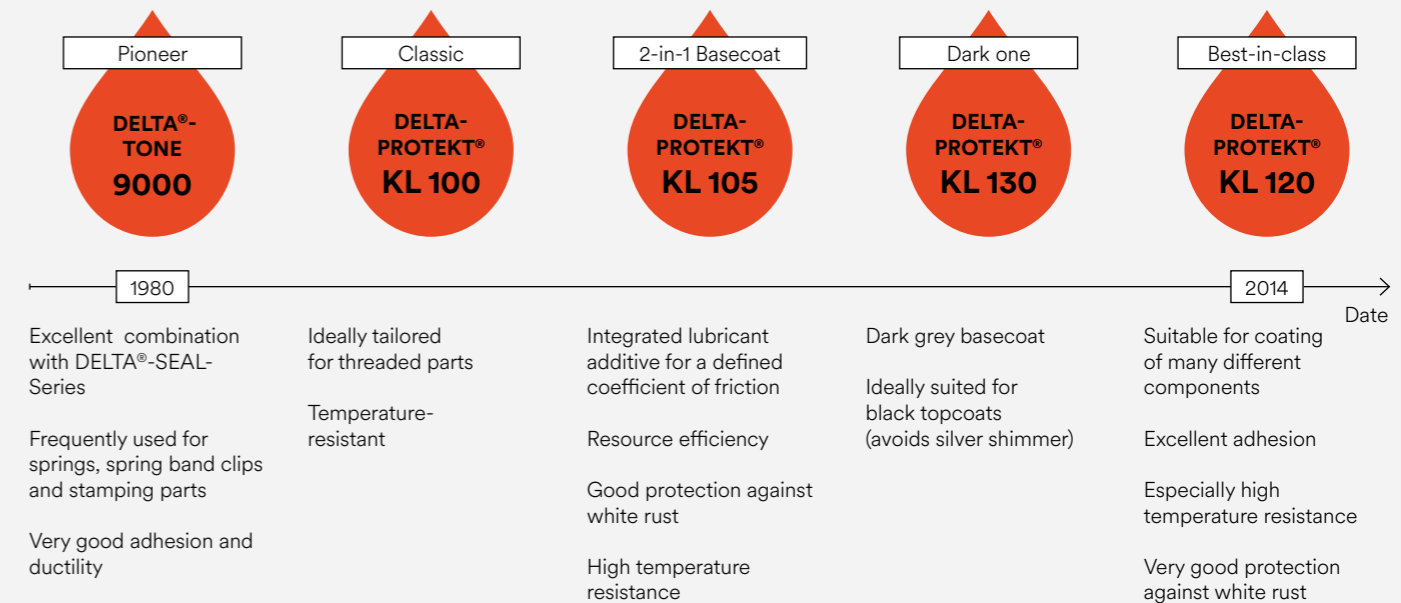 Pioneer
DELTA®-
TONE
9000
Classic
DELTA-
PROTEKT®
KL 100
2-in-1 Basecoat
DELTA-
PROTEKT®
KL 105
Dark one
DELTA-
PROTEKT®
KL 130
Best-in-class
DELTA-
PROTEKT®
KL 120
1980
2014
Date
Excellent combination
with DELTA®-SEAL-
Series
Frequently used for
springs, spring band clips
and stamping parts
Very good adhesion and
ductility
Ideally tailored
for threaded parts
Temperature-
resistant
Integrated lubricant
additive for a defined
coefficient of friction
Resource efficiency
Good protection against
white rust
High temperature
resistance
Dark grey basecoat
Ideally suited for
black topcoats
(avoids silver shimmer)
Suitable for coating
of many different
components
Excellent adhesion
Especially high
temperature resistance
Very good protection
against white rust